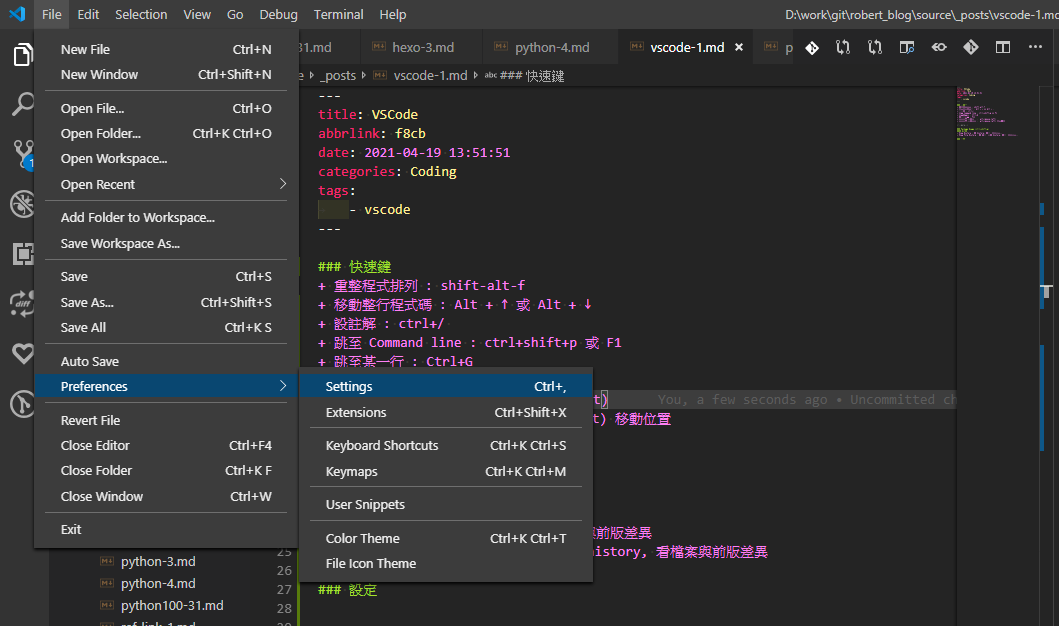 File Edit Selection View Go Debug Terminal Help D:\work\git\robert_blog\source\_posts\vscode-1.md
31.md hexo-3.md python-4.md vscode-1.md × p ···
_posts > vscode-1.md > abc ### 快速鍵
New File Ctrl+N
New Window Ctrl+Shift+N
Open File... Ctrl+O
Open Folder... Ctrl+K Ctrl+O
Open Workspace...
Open Recent
Add Folder to Workspace...
Save Workspace As...
Save Ctrl+S
Save As... Ctrl+Shift+S
Save All Ctrl+K S
Auto Save
Preferences
Revert File
Close Editor Ctrl+F4
Close Folder Ctrl+K F
Close Window Ctrl+W
Exit
Settings Ctrl+,
Extensions Ctrl+Shift+X
Keyboard Shortcuts Ctrl+K Ctrl+S
Keymaps Ctrl+K Ctrl+M
User Snippets
Color Theme Ctrl+K Ctrl+T
File Icon Theme
---
title: VSCode
abbrlink: f8cb
date: 2021-04-19 13:51:51
categories: Coding
tags:
- vscode
---
### 快速鍵
+ 重整程式排列 : shift-alt-f
+ 移動整行程式碼 : Alt + ↑ 或 Alt + ↓
+ 設註解 : ctrl+/
+ 跳至 Command line : ctrl+shift+p 或 F1
+ 跳至某一行 : Ctrl+G
t) You, a few seconds ago • Uncommitted ch
t) 移動位置
與前版差異
history, 看檔案與前版差異
### 設定
25
26
27
28
python-3.md
python-4.md
python100-31.md